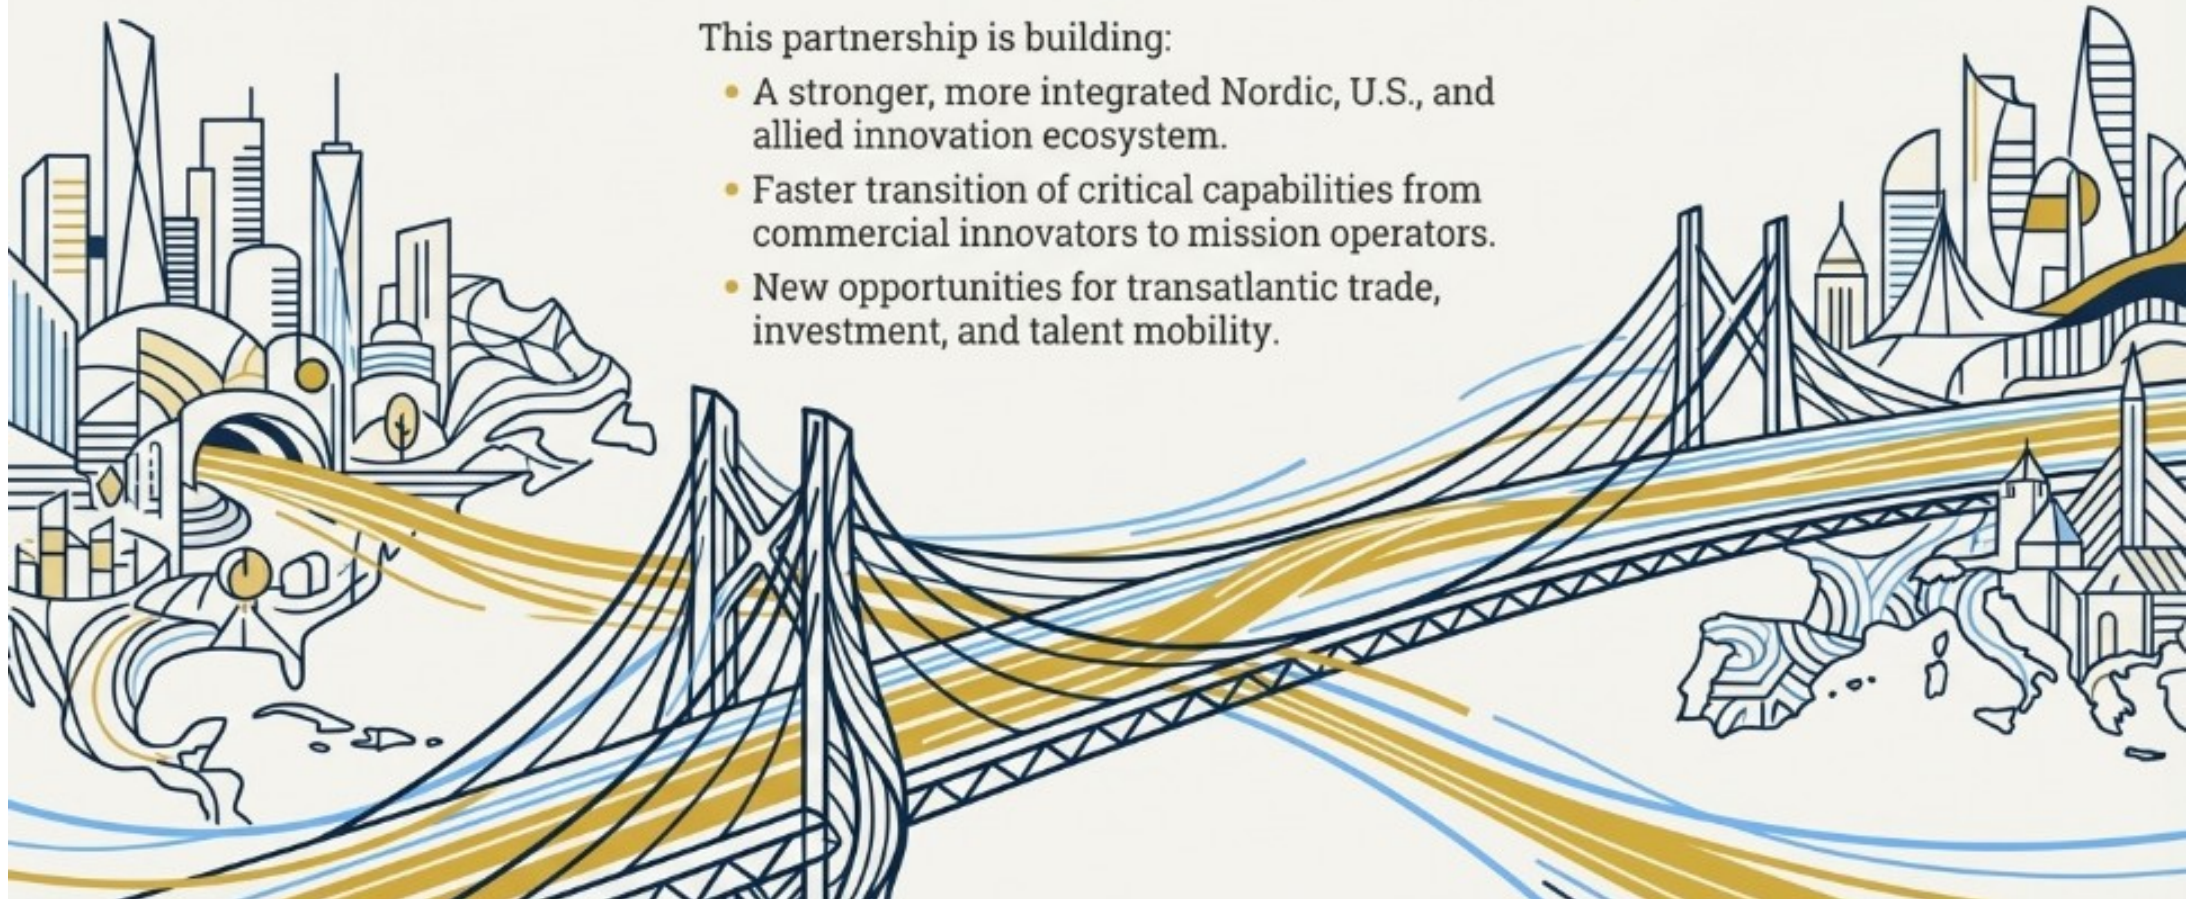 This partnership is building:
• A stronger, more integrated Nordic, U.S., and
allied innovation ecosystem.
• Faster transition of critical capabilities from
commercial innovators to mission operators.
• New opportunities for transatlantic trade,
investment, and talent mobility.